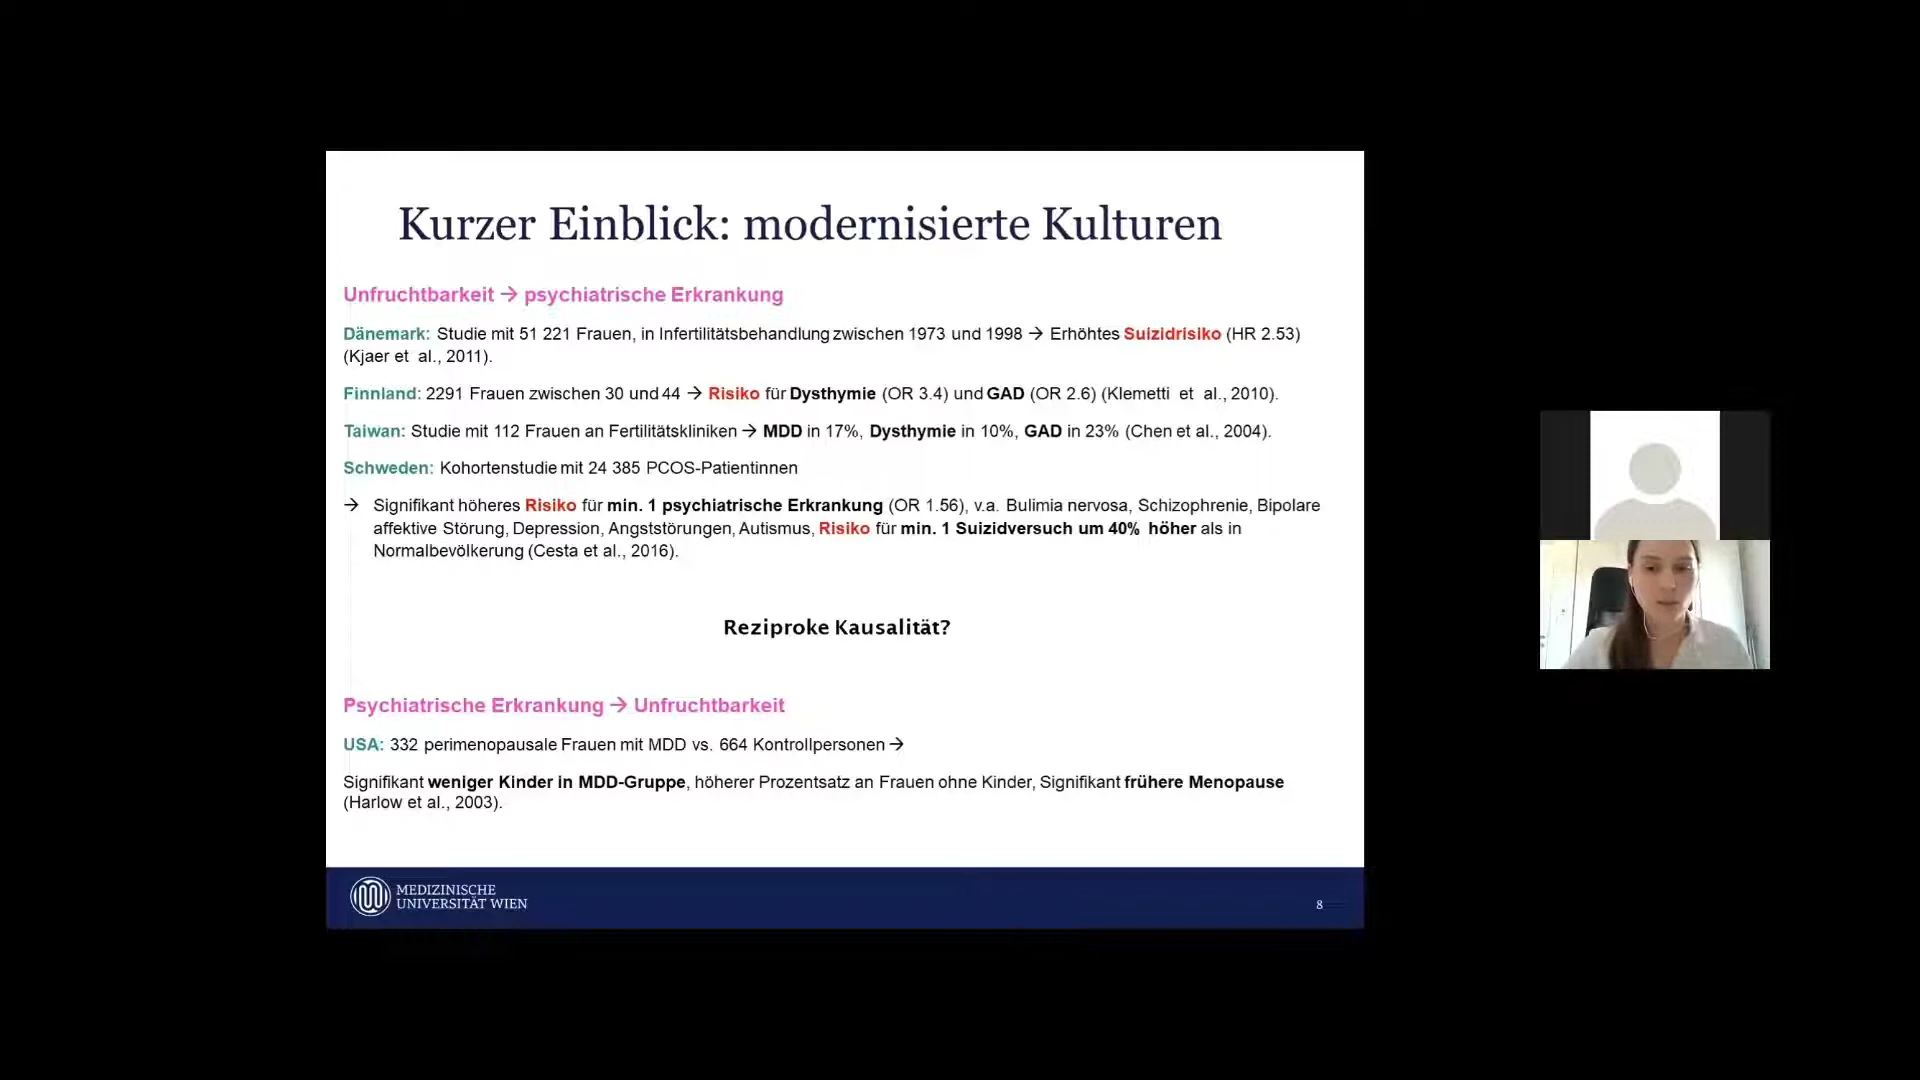 Kurzer Einblick: modernisierte Kulturen
Unfruchtbarkeit → psychiatrische Erkrankung
Dänemark: Studie mit 51 221 Frauen, in Infertilitätsbehandlung zwischen 1973 und 1998 → Erhöhtes Suizidrisiko (HR 2.53)
(Kjaer et al., 2011).
Finnland: 2291 Frauen zwischen 30 und 44 → Risiko für Dysthymie (OR 3.4) und GAD (OR 2.6) (Klemetti et al., 2010).
Taiwan: Studie mit 112 Frauen an Fertilitätskliniken → MDD in 17%, Dysthymie in 10%, GAD in 23% (Chen et al., 2004).
Schweden: Kohortenstudie mit 24 385 PCOS-Patientinnen
→ Signifikant höheres Risiko für min. 1 psychiatrische Erkrankung (OR 1.56), v.a. Bulimia nervosa, Schizophrenie, Bipolare
affektive Störung, Depression, Angststörungen, Autismus, Risiko für min. 1 Suizidversuch um 40% höher als in
Normalbevölkerung (Cesta et al., 2016).
Reziproke Kausalität?
Psychiatrische Erkrankung → Unfruchtbarkeit
USA: 332 perimenopausale Frauen mit MDD vs. 664 Kontrollpersonen →
Signifikant weniger Kinder in MDD-Gruppe, höherer Prozentsatz an Frauen ohne Kinder, Signifikant frühere Menopause
(Harlow et al., 2003).
MEDIZINISCHE
UNIVERSITÄT WIEN
8